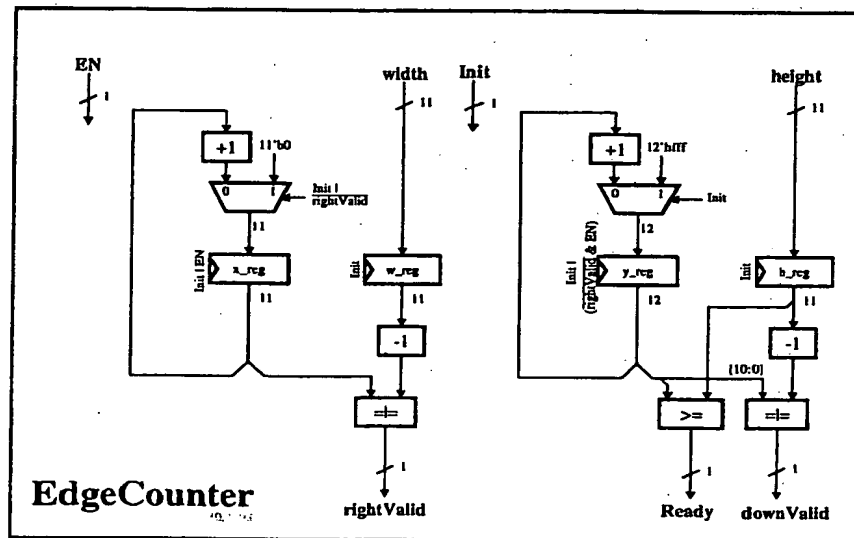 EN
1
width
11
Init
1
height
11
+1
11'b0
0 1
Init |
rightValid
11
Init | EN
x_reg
11
Init
w_reg
11
-1
=|=
1
rightValid
+1
12'hfff
0 1
Init
12
Init |
(rightValid & EN)
y_reg
12
Init
h_reg
11
-1
[10:0]
>=
=|=
1
1
Ready
downValid
EdgeCounter